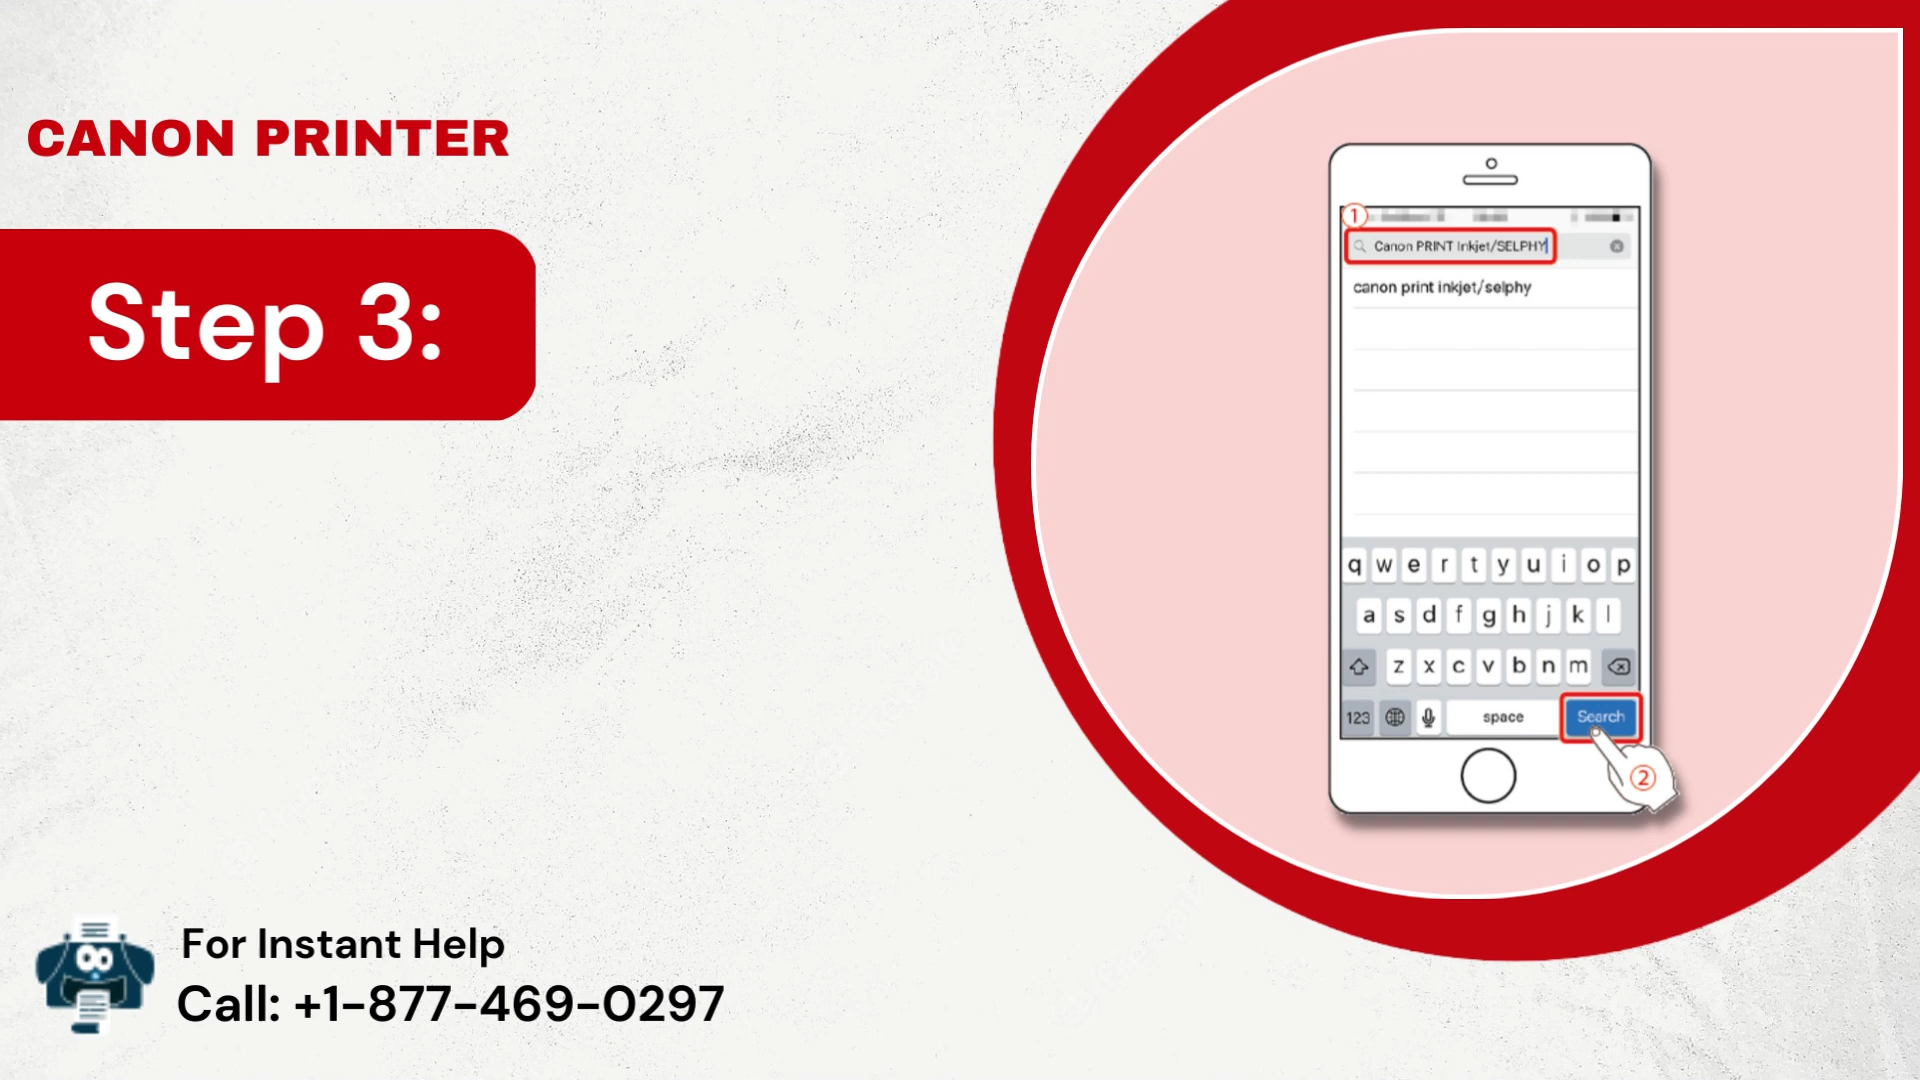 CANON PRINTER
Step 3:
1
Canon PRINT Inkjet/SELPHY
canon print inkjet/selphy
q w e r t y u i o p
a s d f g h j k l
z x c v b n m
123 space Search
2
For Instant Help
Call: +1-877-469-0297